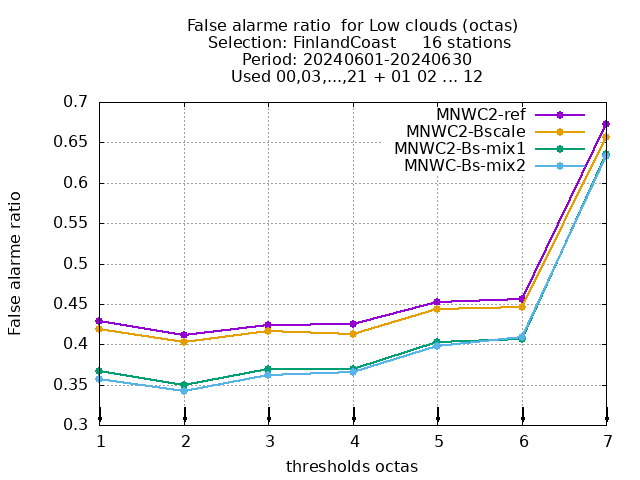 False alarme ratio  for Low clouds (octas)
Selection: FinlandCoast     16 stations
Period: 20240601-20240630
Used 00,03,...,21 + 01 02 ... 12
MNWC2-ref
MNWC2-Bscale
MNWC2-Bs-mix1
MNWC-Bs-mix2
False alarme ratio
0.7
0.65
0.6
0.55
0.5
0.45
0.4
0.35
0.3
1 2 3 4 5 6 7
thresholds octas